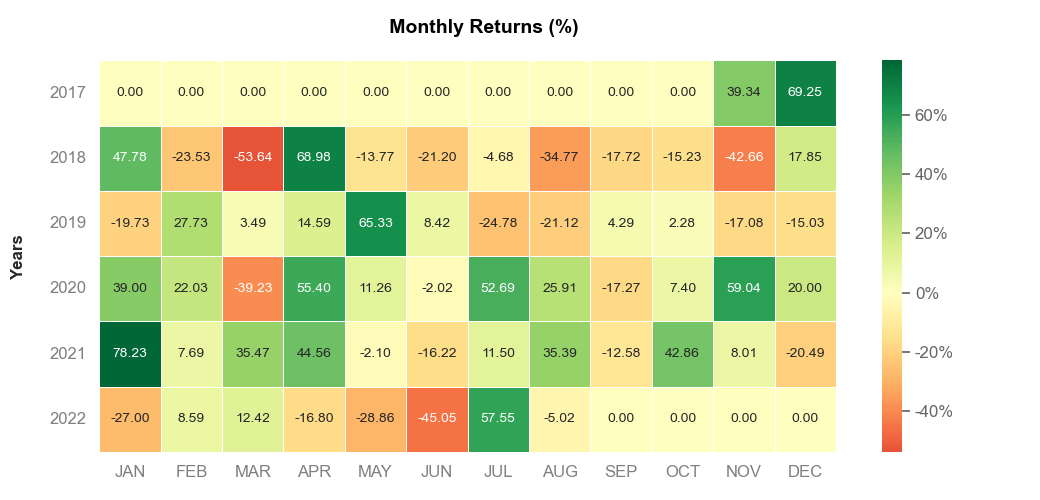 Monthly Returns (%)
Years
2017 0.00 0.00 0.00 0.00 0.00 0.00 0.00 0.00 0.00 0.00 39.34 69.25
2018 47.78 -23.53 -53.64 68.98 -13.77 -21.20 -4.68 -34.77 -17.72 -15.23 -42.66 17.85
2019 -19.73 27.73 3.49 14.59 65.33 8.42 -24.78 -21.12 4.29 2.28 -17.08 -15.03
2020 39.00 22.03 -39.23 55.40 11.26 -2.02 52.69 25.91 -17.27 7.40 59.04 20.00
2021 78.23 7.69 35.47 44.56 -2.10 -16.22 11.50 35.39 -12.58 42.86 8.01 -20.49
2022 -27.00 8.59 12.42 -16.80 -28.86 -45.05 57.55 -5.02 0.00 0.00 0.00 0.00
JAN FEB MAR APR MAY JUN JUL AUG SEP OCT NOV DEC
60%
40%
20%
0%
-20%
-40%